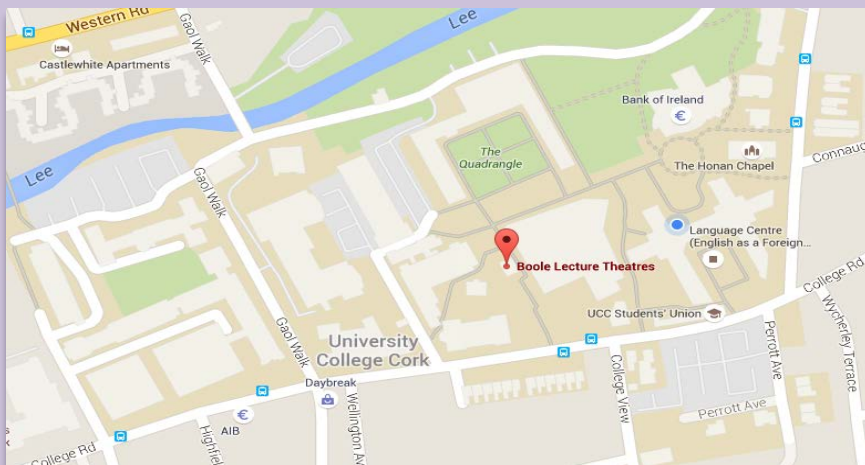 Western Rd
Gaol Walk
Lee
Castlewhite Apartments
Bank of Ireland
€
The
Quadrangle
The Honan Chapel
Connaug
Lee
Gaol Walk
Language Centre
(English as a Foreign...
Boole Lecture Theatres
College Rd
UCC Students' Union
Wycherley Terrace
Gaol Walk
University
College Cork
Perrott Ave
College View
Daybreak
Wellington Av
Perrott Ave
€
AIB
Highfiel
College Rd
s
k